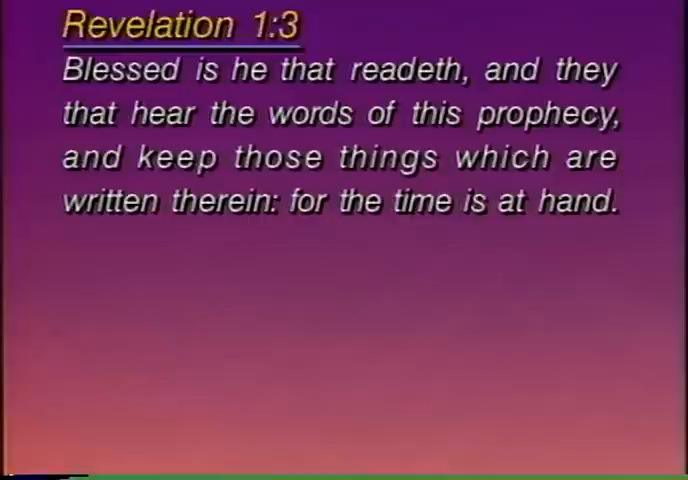 Revelation 1:3
Blessed is he that readeth, and they
that hear the words of this prophecy,
and keep those things which are
written therein: for the time is at hand.